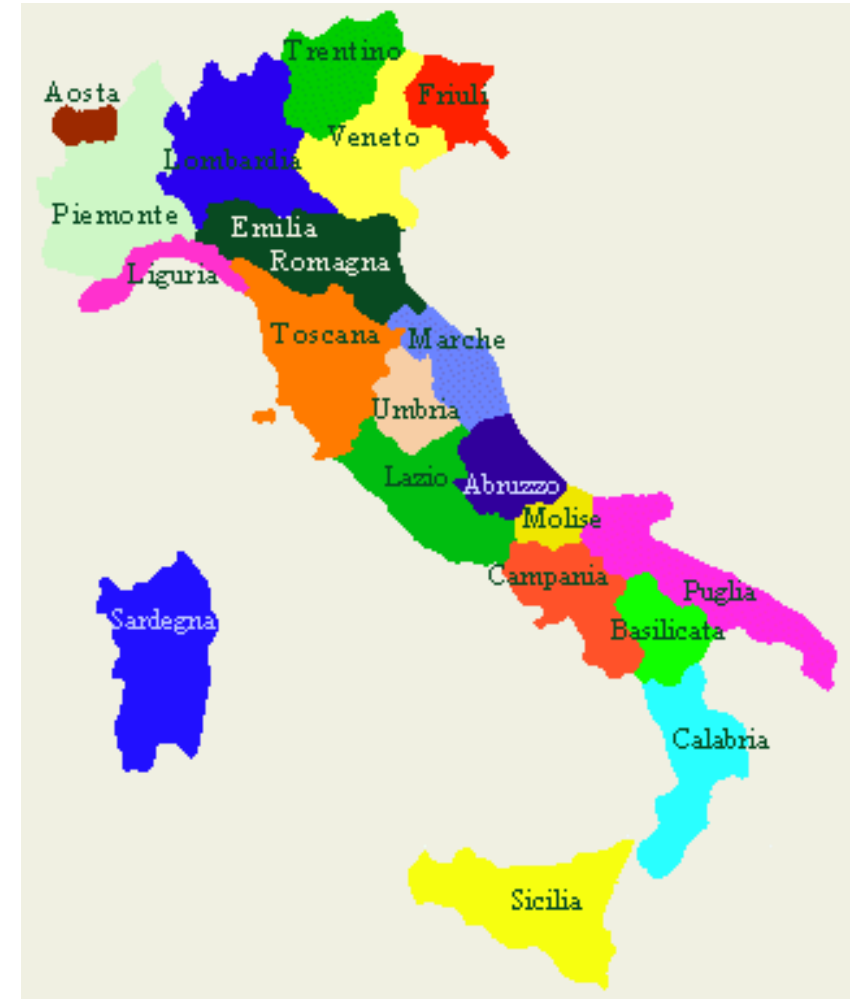 Trentino
Aosta
Friuli
Veneto
Lombardia
Piemonte
Emilia
Romagna
Liguria
Toscana
Marche
Umbria
Lazio
Abruzzo
Molise
Campania
Puglia
Sardegna
Basilicata
Calabria
Sicilia